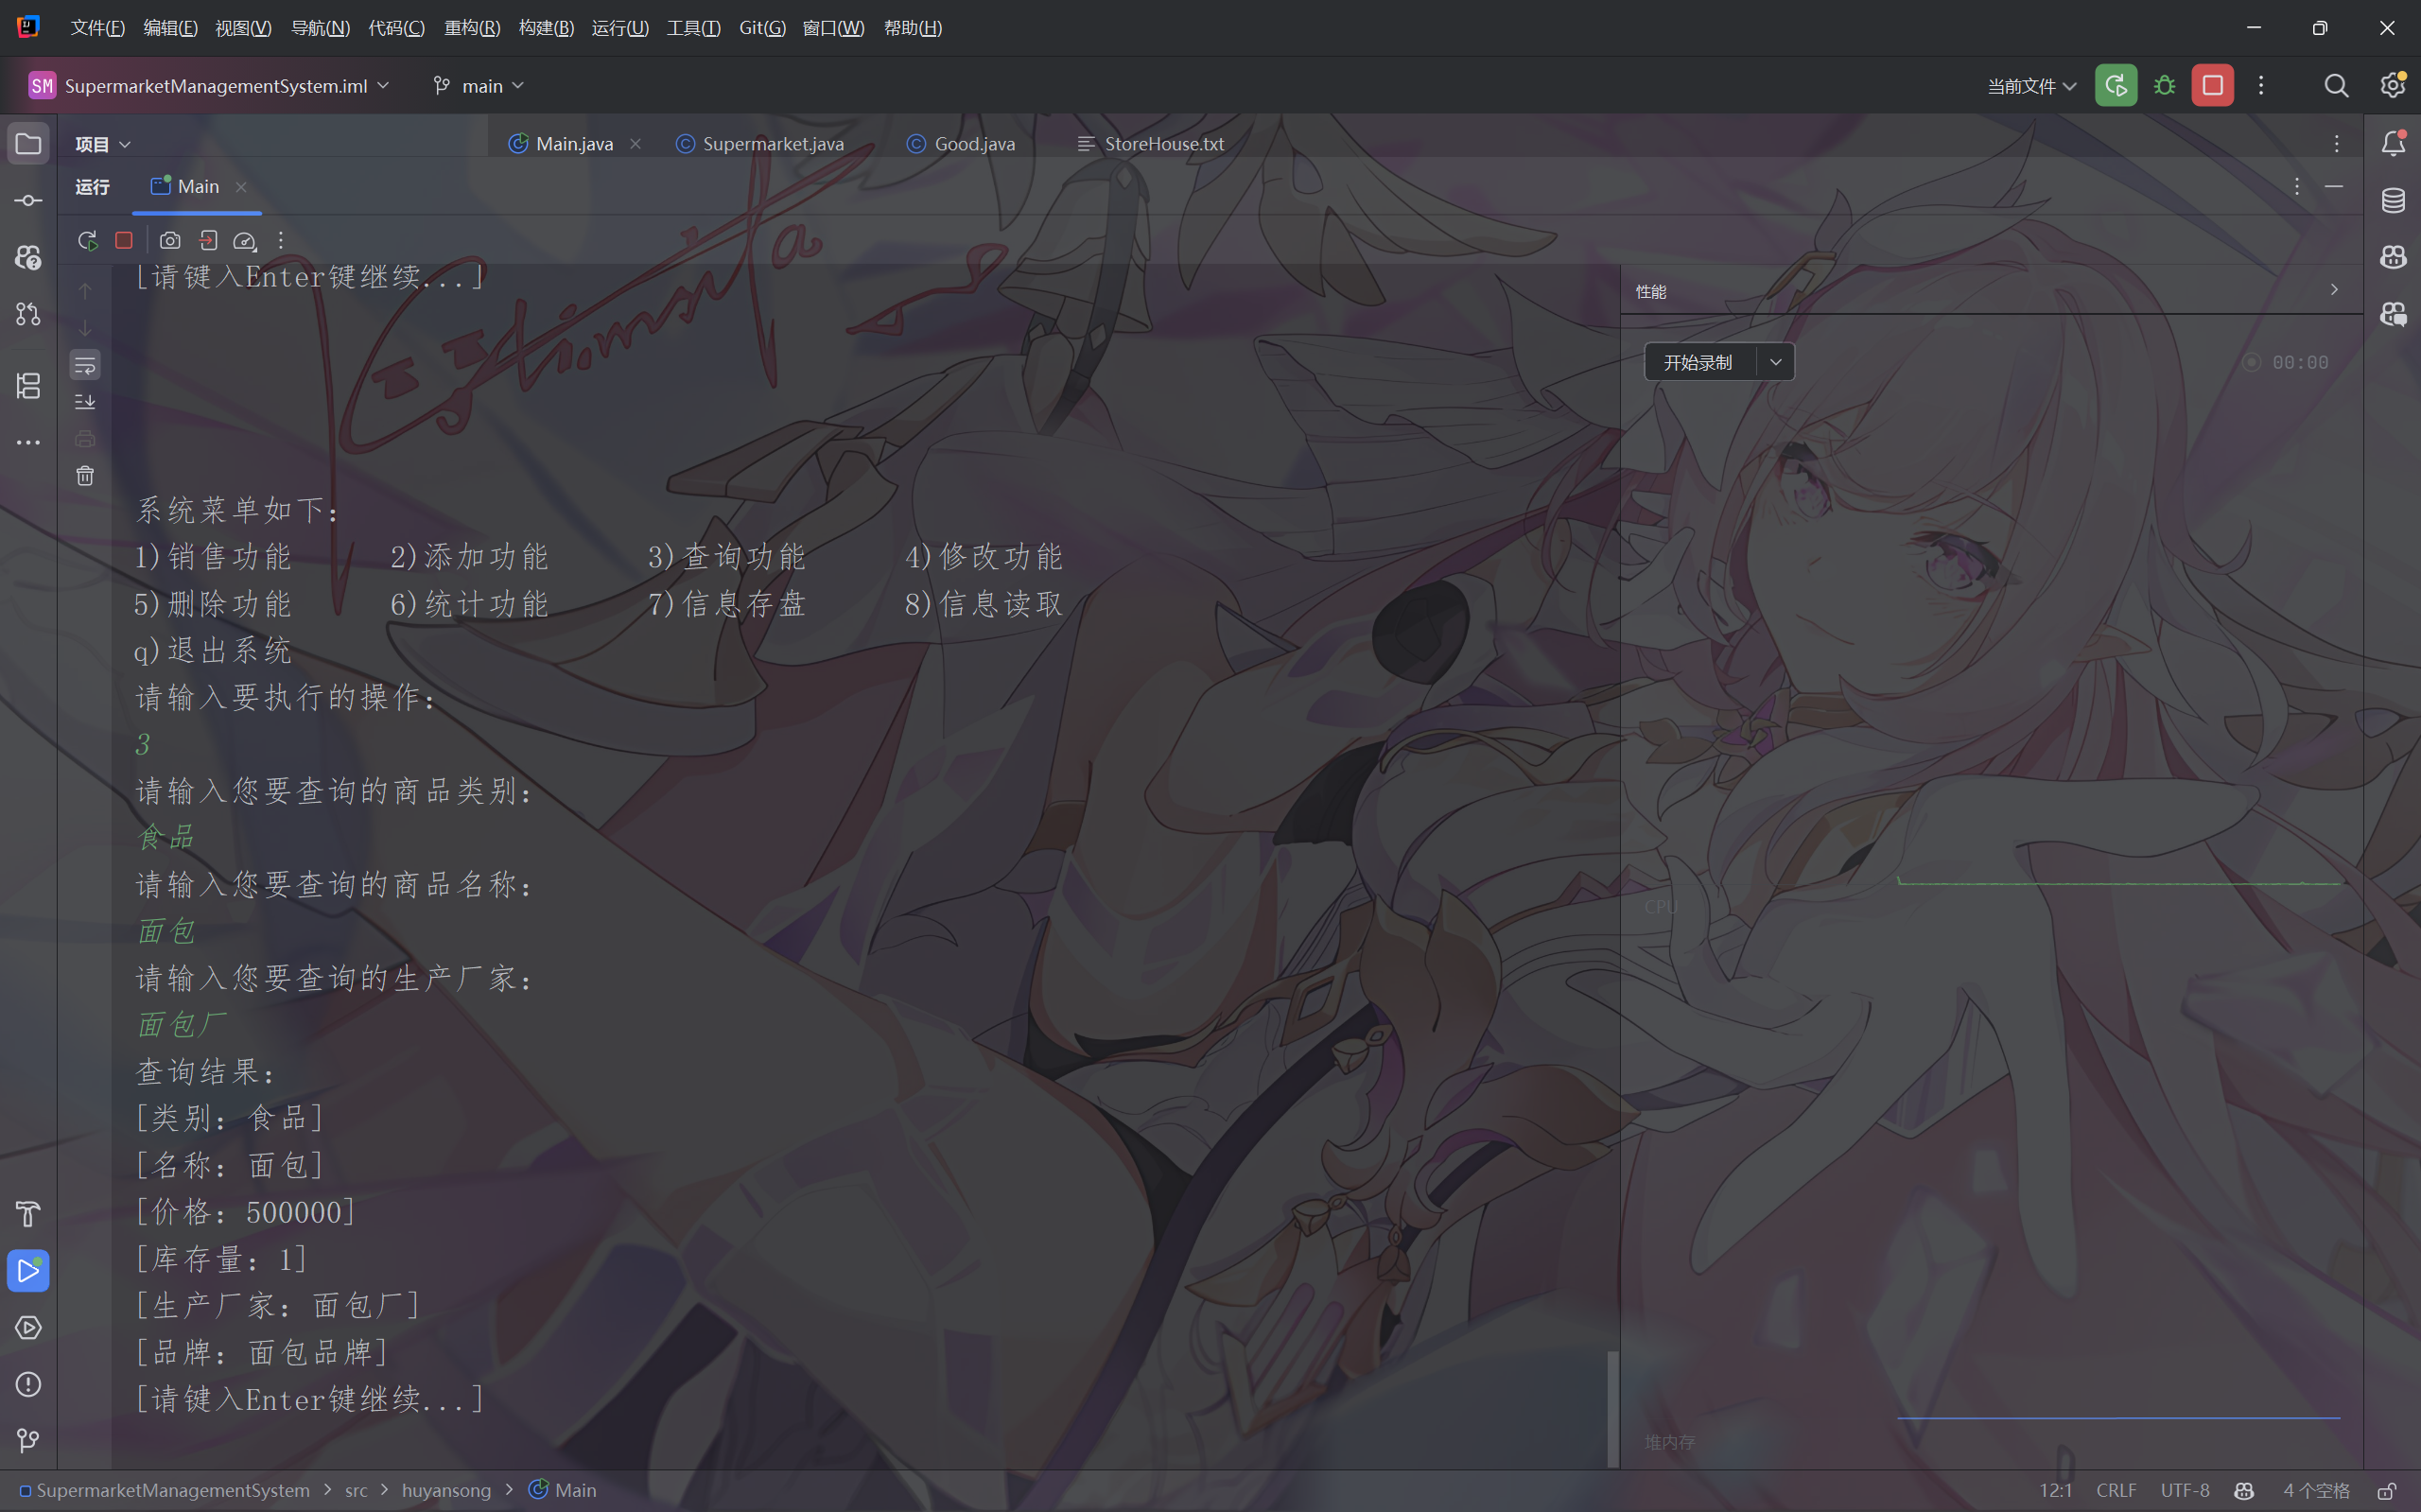 文件(F) 编辑(E) 视图(V) 导航(N) 代码(C) 重构(R) 构建(B) 运行(U) 工具(T) Git(G) 窗口(W) 帮助(H)
SM SupermarketManagementSystem.iml main 当前文件
项目 Main.java Supermarket.java Good.java StoreHouse.txt
运行 Main
[请键入Enter键继续...]
性能
开始录制 00:00
系统菜单如下:
1)销售功能 2)添加功能 3)查询功能 4)修改功能
5)删除功能 6)统计功能 7)信息存盘 8)信息读取
q)退出系统
请输入要执行的操作:
3
请输入您要查询的商品类别:
食品
请输入您要查询的商品名称:
面包
CPU
请输入您要查询的生产厂家:
面包厂
查询结果:
[类别: 食品]
[名称: 面包]
[价格: 500000]
[库存量: 1]
[生产厂家: 面包厂]
[品牌: 面包品牌]
[请键入Enter键继续...]
堆内存
SupermarketManagementSystem > src > huyansong > Main 12:1 CRLF UTF-8 4 个空格